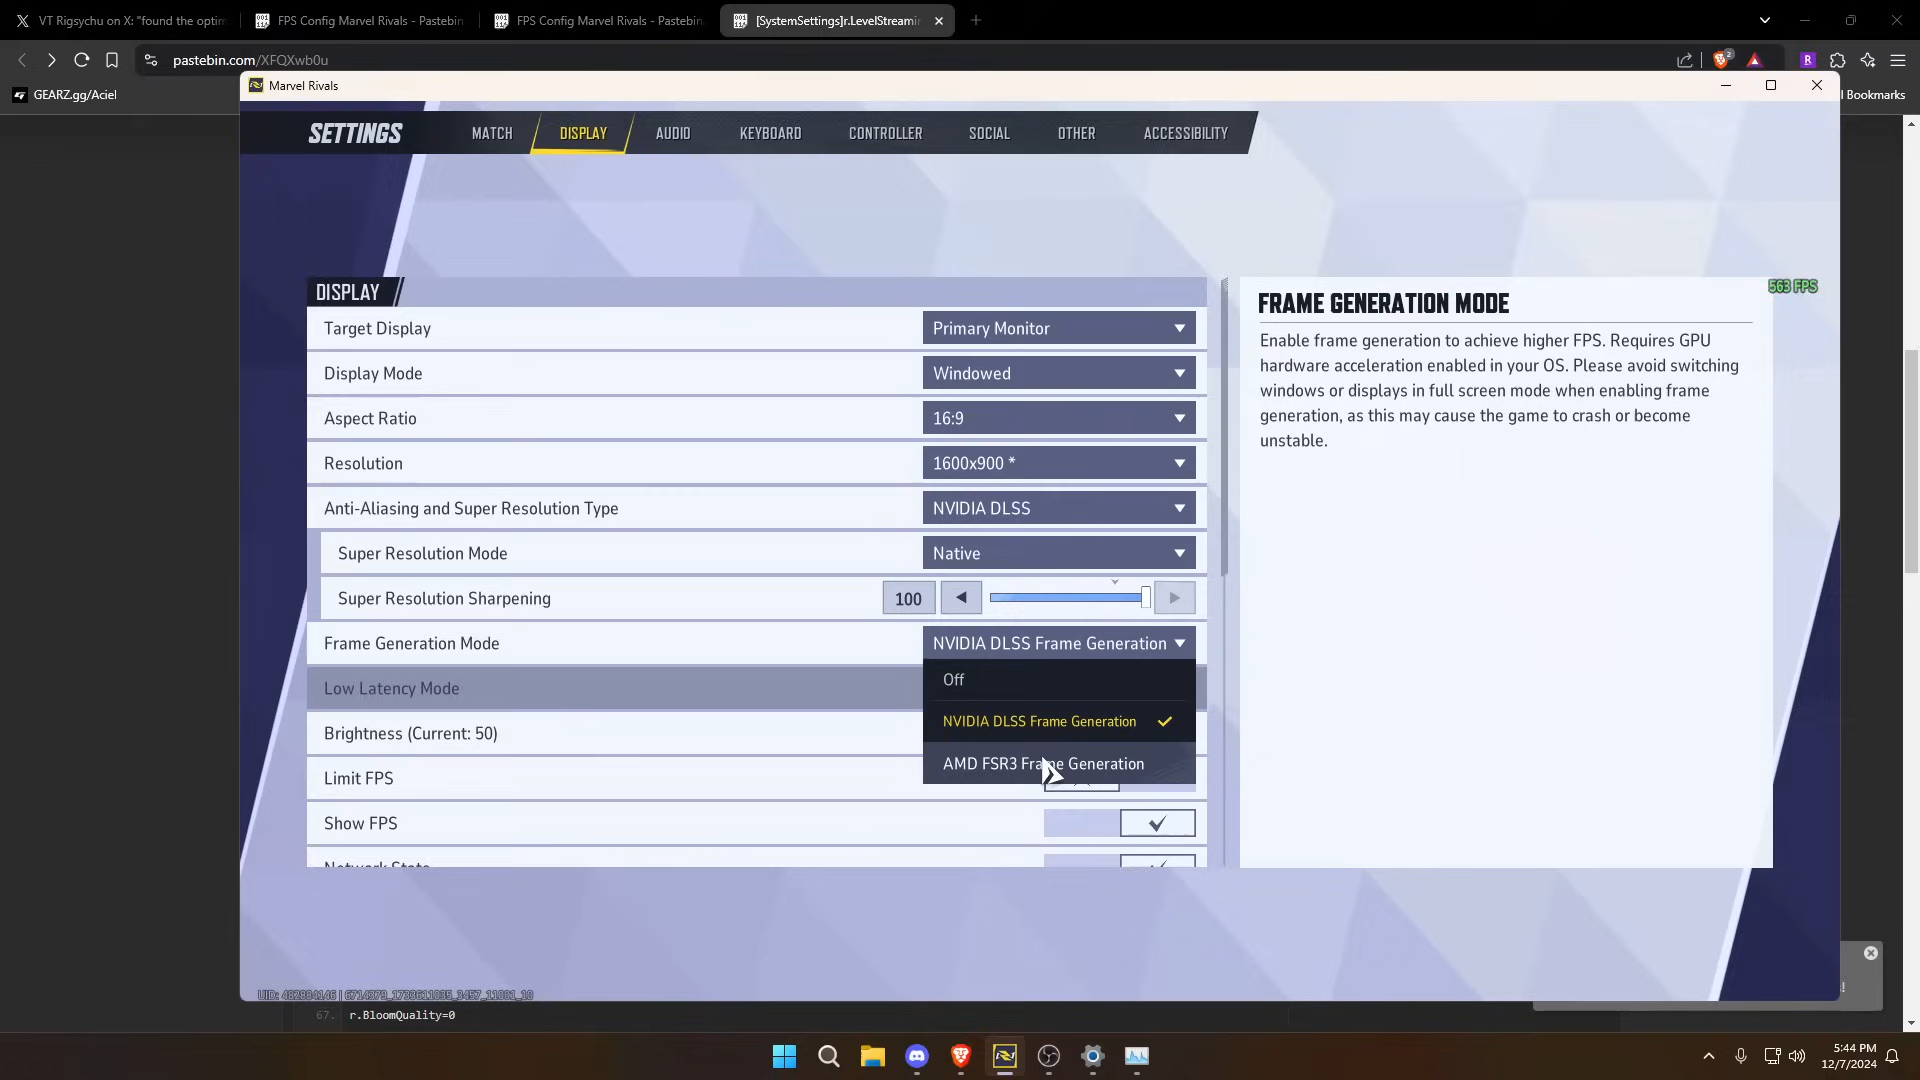 VT Rigsychu on X: "found the optim
FPS Config Marvel Rivals - Pastebin
FPS Config Marvel Rivals - Pastebin.
[SystemSettings]r.LevelStreami
pastebin.com/XFQXwb0u
2
R
GEARZ.gg/Aciel
Bookmarks
Marvel Rivals
SETTINGS
MATCH
DISPLAY
AUDIO
KEYBOARD
CONTROLLER
SOCIAL
OTHER
ACCESSIBILITY
DISPLAY
Target Display
Primary Monitor
Display Mode
Windowed
Aspect Ratio
16:9
Resolution
1600x900 *
Anti-Aliasing and Super Resolution Type
NVIDIA DLSS
Super Resolution Mode
Native
Super Resolution Sharpening
100
Frame Generation Mode
NVIDIA DLSS Frame Generation
Off
NVIDIA DLSS Frame Generation
AMD FSR3 Frame Generation
Low Latency Mode
Brightness (Current: 50)
Limit FPS
Show FPS
Network Stats
FRAME GENERATION MODE
Enable frame generation to achieve higher FPS. Requires GPU
hardware acceleration enabled in your OS. Please avoid switching
windows or displays in full screen mode when enabling frame
generation, as this may cause the game to crash or become
unstable.
563 FPS
67. r.BloomQuality=0
5:44 PM
12/7/2024